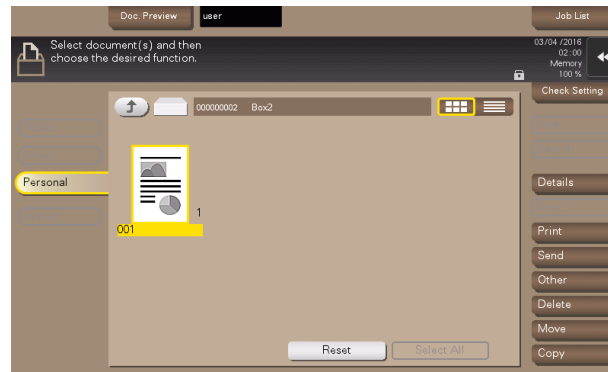 Doc. Preview
user
Job List
Select document(s) and then
choose the desired function.
03/04 /2016
02:00
Memory
100 %
Check Setting
000000002 Box2
Personal
1
001
Details
Print
Send
Other
Delete
Move
Copy
Reset
Select All